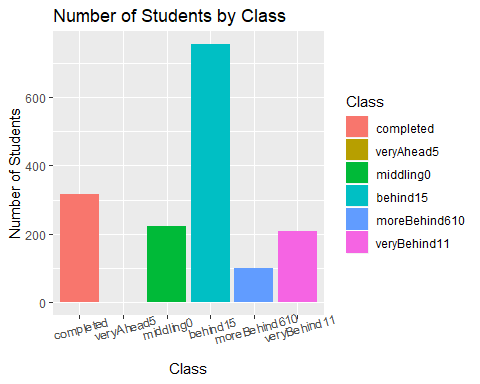 Number of Students by Class
Number of Students
600
400
200
0
completed
veryAhead5
middling0
behind15
moreBehind610
veryBehind11
Class
Class
completed
veryAhead5
middling0
behind15
moreBehind610
veryBehind11